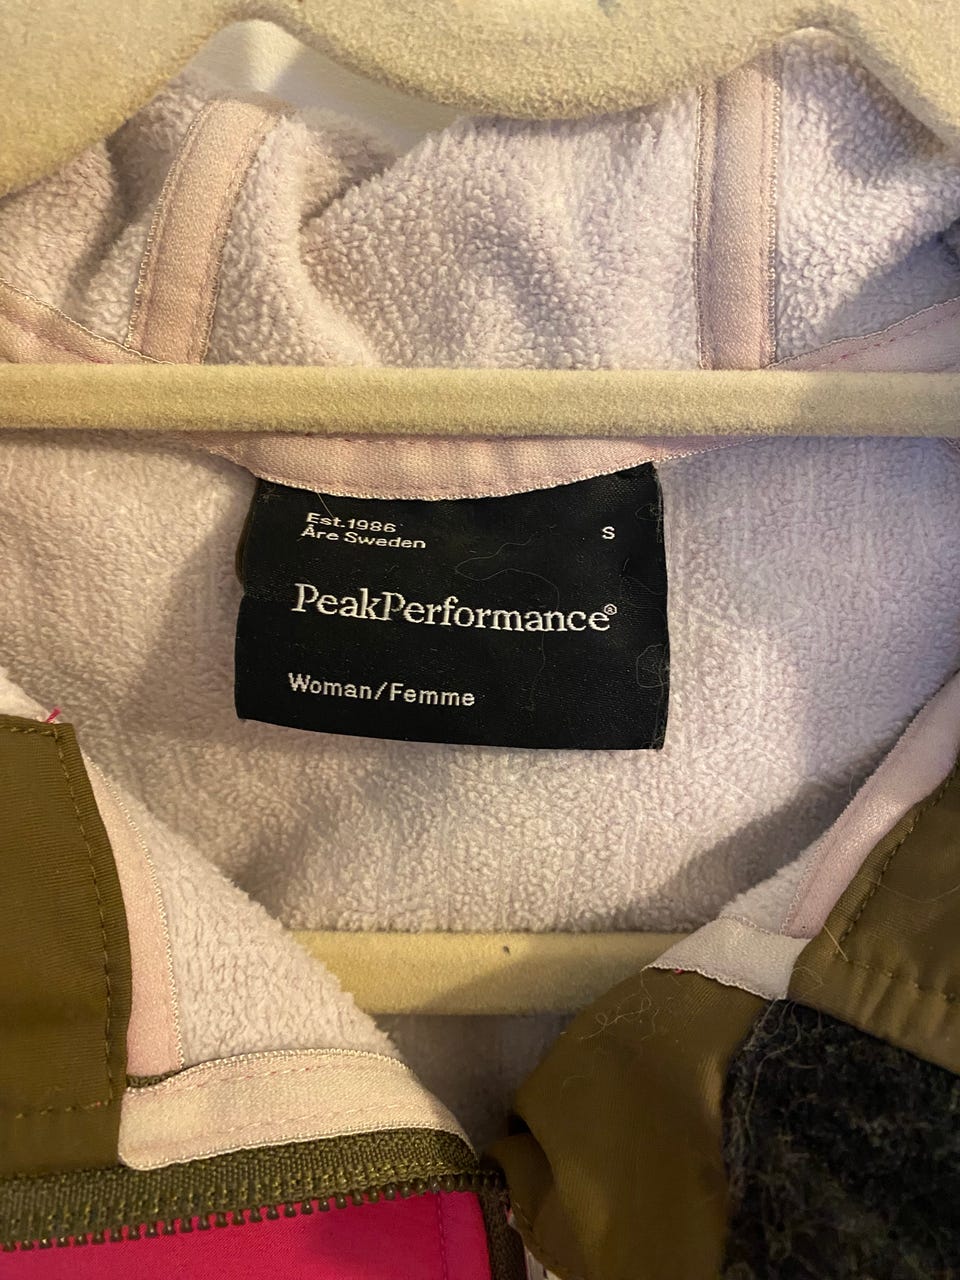 Est.1986
Åre Sweden
S
PeakPerformance®
Woman/Femme